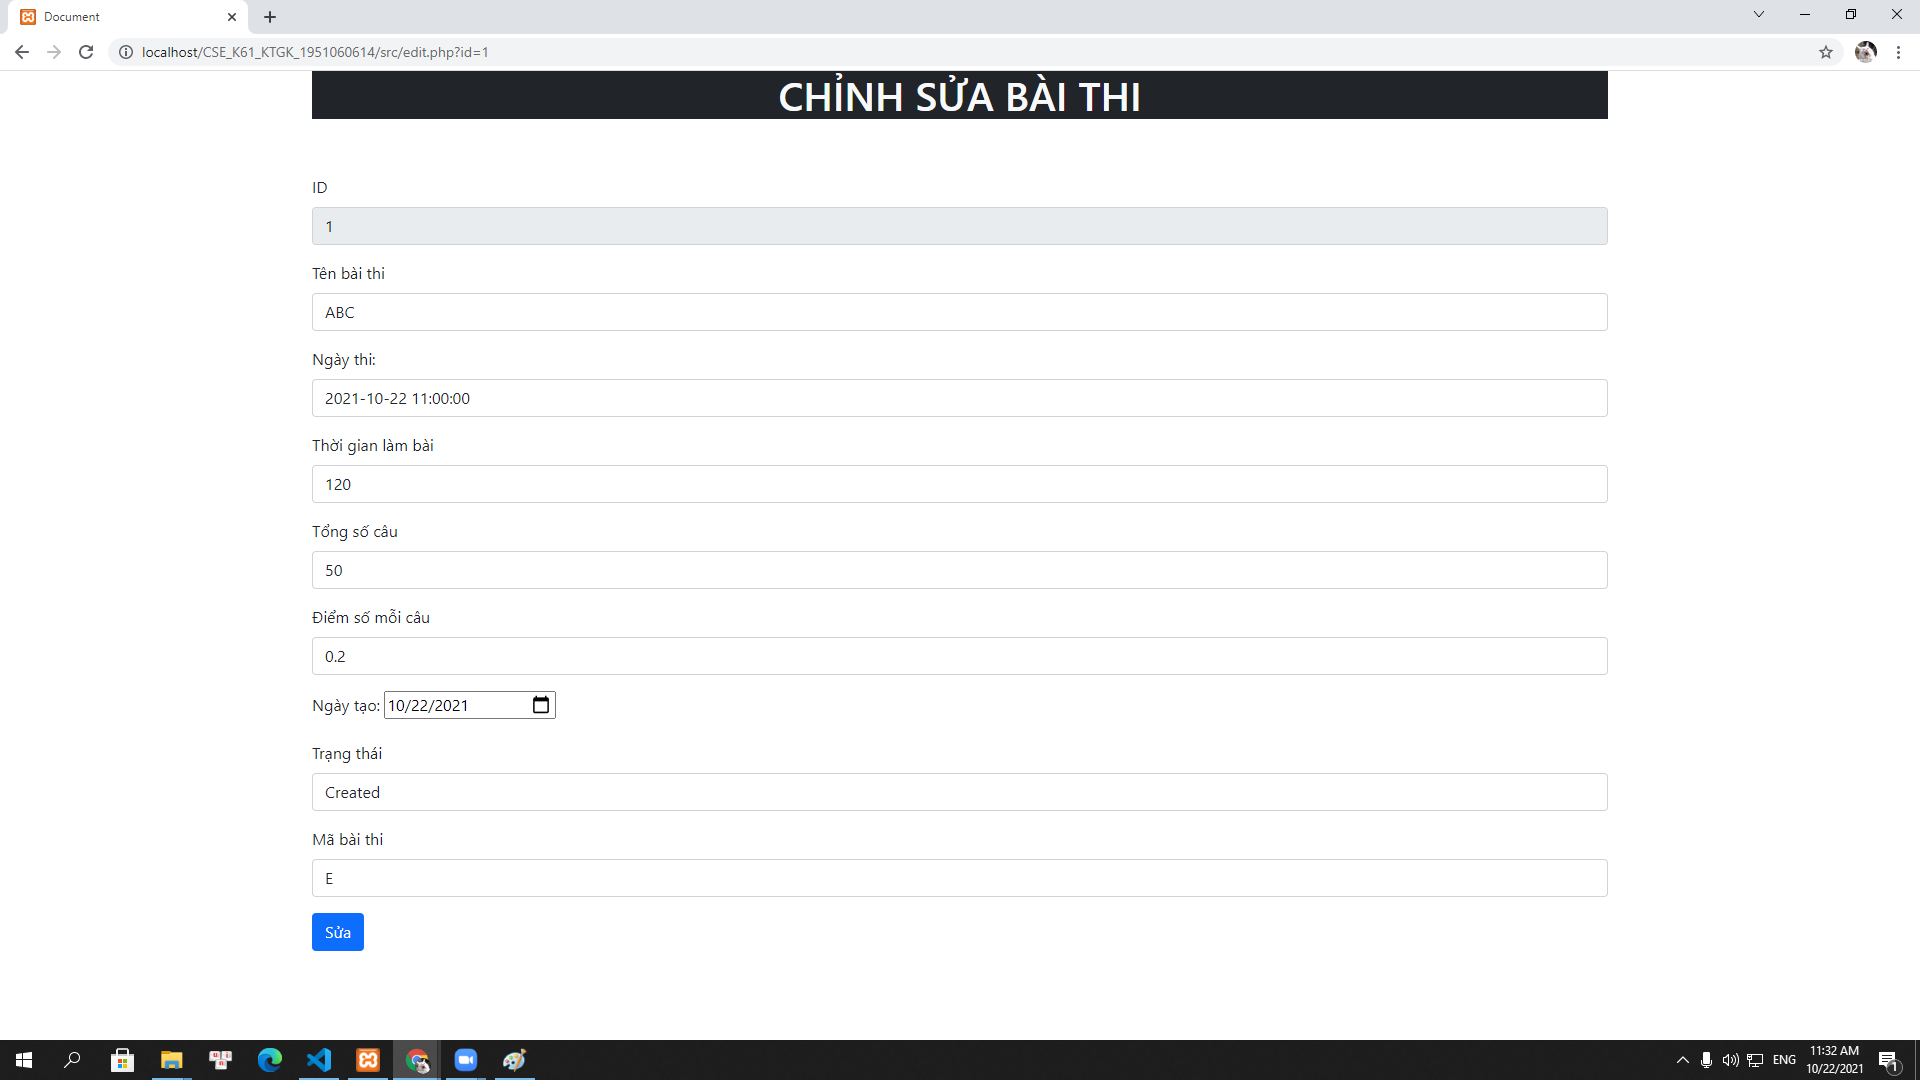 Document
localhost/CSE_K61_KTGK_1951060614/src/edit.php?id=1
CHỈNH SỬA BÀI THI
ID
1
Tên bài thi
ABC
Ngày thi:
2021-10-22 11:00:00
Thời gian làm bài
120
Tổng số câu
50
Điểm số mỗi câu
0.2
Ngày tạo: 10/22/2021
Trạng thái
Created
Mã bài thi
E
Sửa
ENG
11:32 AM
10/22/2021
1